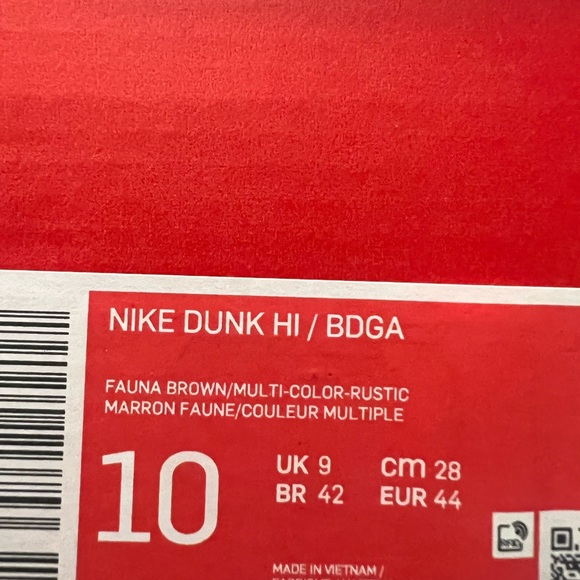 NIKE DUNK HI / BDGA
FAUNA BROWN/MULTI-COLOR-RUSTIC
MARRON FAUNE/COULEUR MULTIPLE
10
UK 9 cm 28
BR 42 EUR 44
MADE IN VIETNAM /